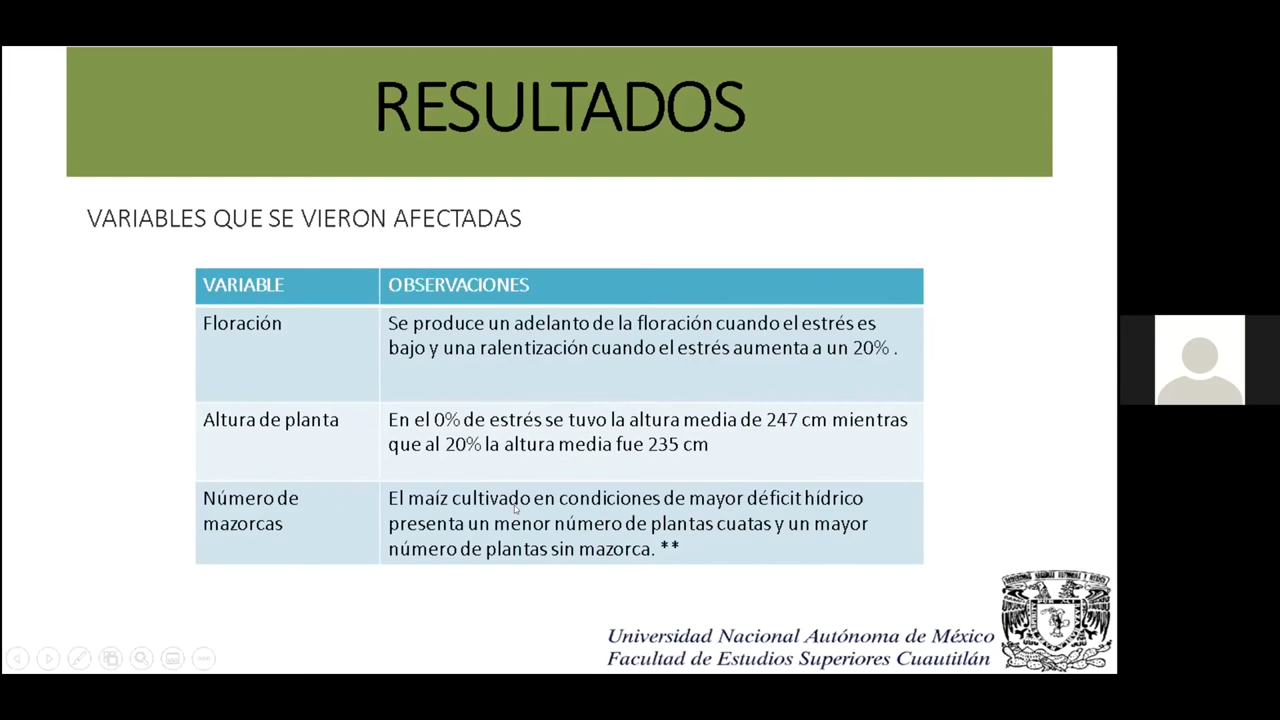 RESULTADOS
VARIABLES QUE SE VIERON AFECTADAS
VARIABLE
OBSERVACIONES
Floración
Se produce un adelanto de la floración cuando el estrés es
bajo y una ralentización cuando el estrés aumenta a un 20% .
Altura de planta
En el 0% de estrés se tuvo la altura media de 247 cm mientras
que al 20% la altura media fue 235 cm
Número de
mazorcas
El maíz cultivado en condiciones de mayor déficit hídrico
presenta un menor número de plantas cuatas y un mayor
número de plantas sin mazorca. **
Universidad Nacional Autónoma de México
Facultad de Estudios Superiores Cuautitlán